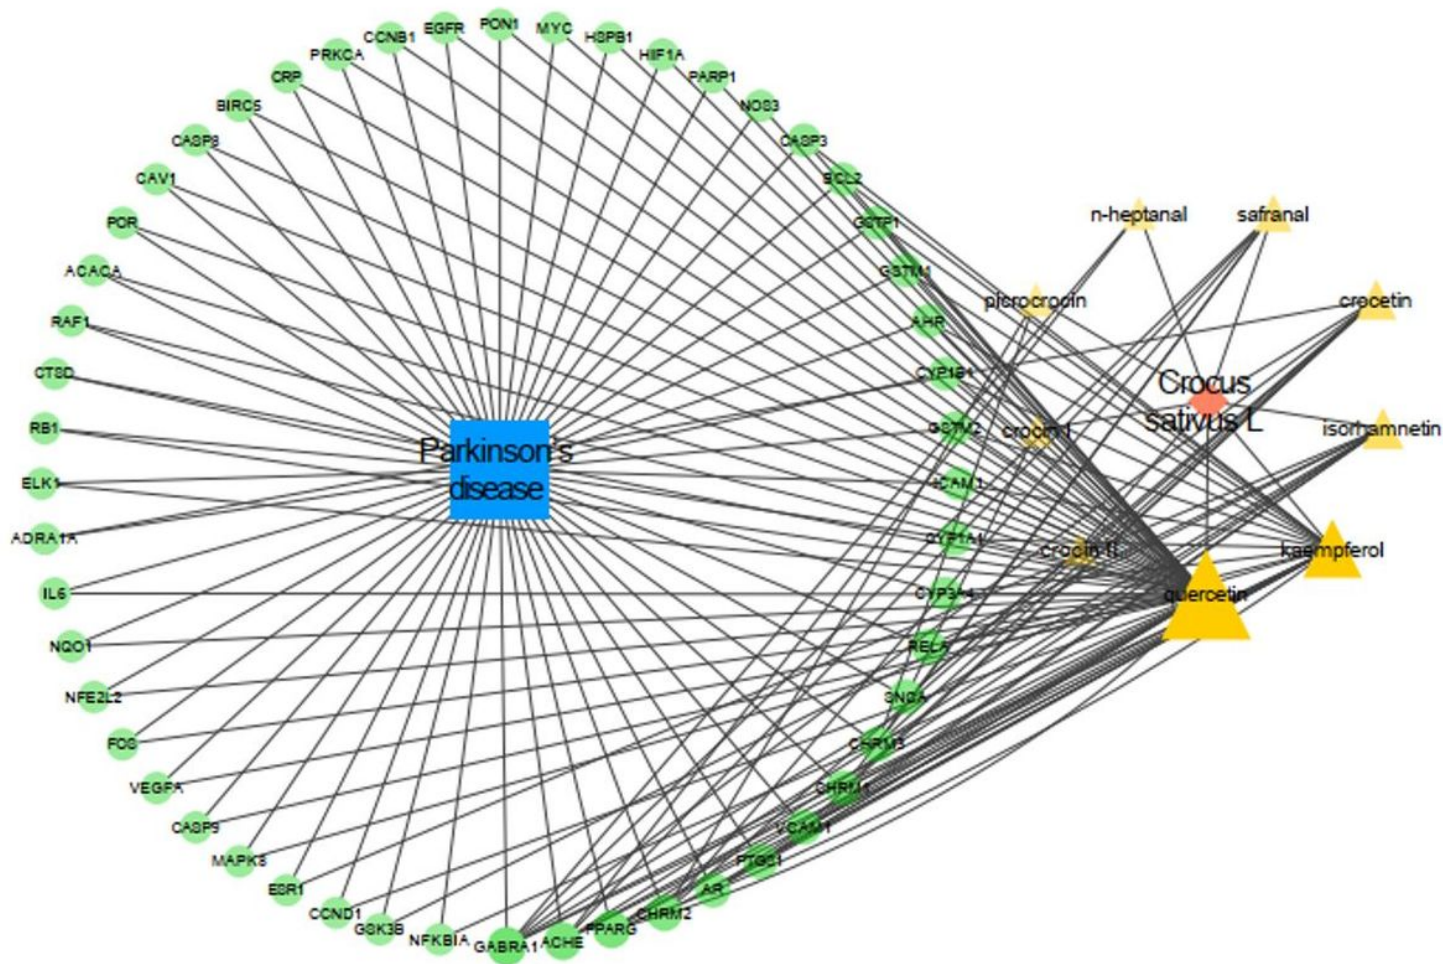 PON1
EGFR
MYC
CCNB1
HSPB1
PRKCA
HIF1A
CRP
PARP1
BIRC5
NOS3
CASP8
CASP3
CAV1
BCL2
n-heptanal
safranal
POR
GSTP1
ACACA
GSTM1
picrocrocin
crocetin
RAF1
AHR
CTSD
CYP1B1
Crocus
sativus L
RB1
GSTM2
crocin I
isorhamnetin
Parkinson's
disease
ELK1
ICAM1
ADRA1A
CYP1A1
crocin II
kaempferol
IL6
CYP3A4
quercetin
NQO1
RELA
NFE2L2
SNCA
FOS
CHRM3
VEGFA
CHRM1
CASP9
VCAM1
MAPK8
PTGS1
ESR1
AR
CCND1
CHRM2
GSK3B
PPARG
NFKBIA
ACHE
GABRA1